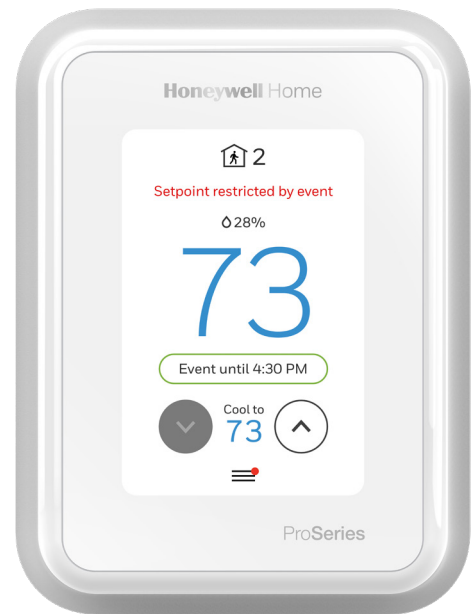 Honeywell Home
2
Setpoint restricted by event
28%
73
Event until 4:30 PM
Cool to
73
ProSeries